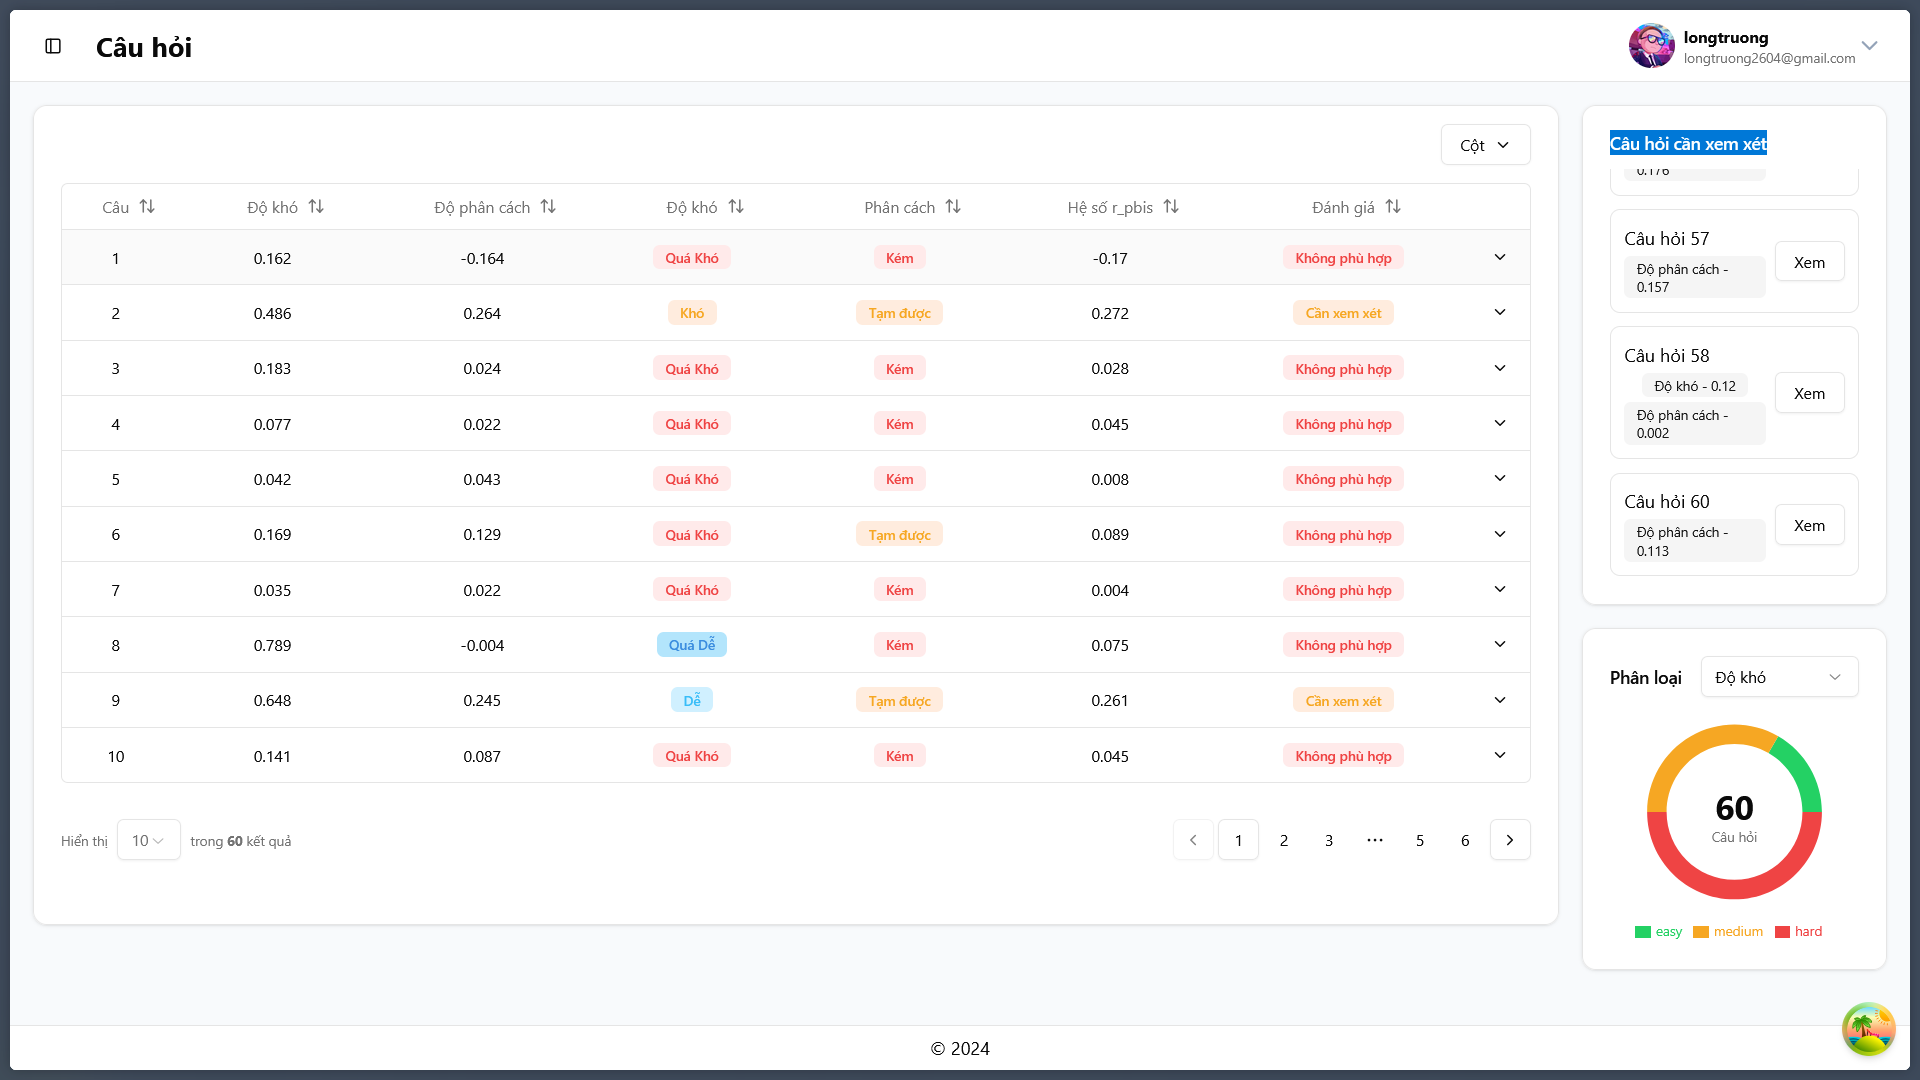 Câu hỏi
longtruong
longtruong2604@gmail.com
Cột
Câu Độ khó Độ phân cách Độ khó Phân cách Hệ số r_pbis Đánh giá
1 0.162 -0.164 Quá Khó Kém -0.17 Không phù hợp
2 0.486 0.264 Khó Tạm được 0.272 Cần xem xét
3 0.183 0.024 Quá Khó Kém 0.028 Không phù hợp
4 0.077 0.022 Quá Khó Kém 0.045 Không phù hợp
5 0.042 0.043 Quá Khó Kém 0.008 Không phù hợp
6 0.169 0.129 Quá Khó Tạm được 0.089 Không phù hợp
7 0.035 0.022 Quá Khó Kém 0.004 Không phù hợp
8 0.789 -0.004 Quá Dễ Kém 0.075 Không phù hợp
9 0.648 0.245 Dễ Tạm được 0.261 Cần xem xét
10 0.141 0.087 Quá Khó Kém 0.045 Không phù hợp
Hiển thị 10 trong 60 kết quả
1 2 3 ··· 5 6
Câu hỏi cần xem xét
0.176
Câu hỏi 57
Độ phân cách -
0.157
Xem
Câu hỏi 58
Độ khó - 0.12
Độ phân cách -
0.002
Xem
Câu hỏi 60
Độ phân cách -
0.113
Xem
Phân loại Độ khó
60
Câu hỏi
easy medium hard
© 2024